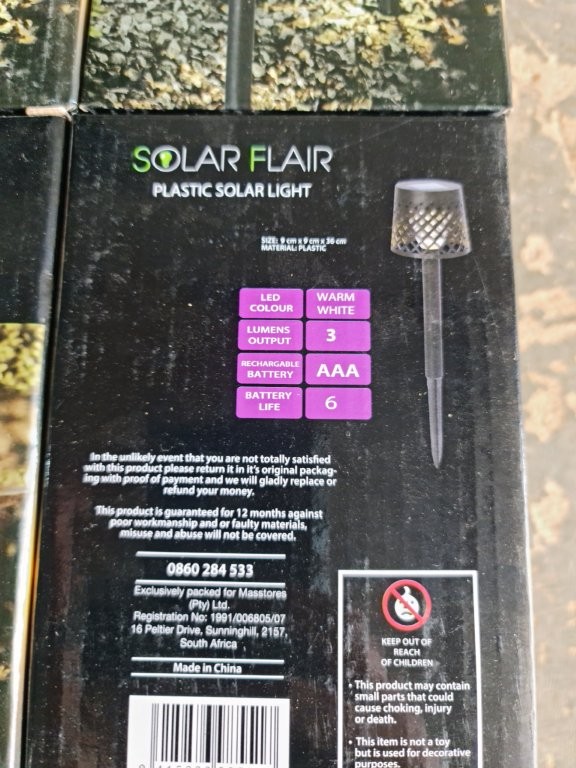 SOLAR FLAIR
PLASTIC SOLAR LIGHT
SIZE: 9 cm x 9 cm x 36 cm
MATERIAL: PLASTIC
LED COLOUR WARM WHITE
LUMENS OUTPUT 3
RECHARGABLE BATTERY AAA
BATTERY LIFE 6
In the unlikely event that you are not totally satisfied
with this product please return it in it's original packag-
ing with proof of payment and we will gladly replace or
refund your money.
This product is guaranteed for 12 months against
poor workmanship and or faulty materials,
misuse and abuse will not be covered.
0860 284 533
Exclusively packed for Masstores
(Pty) Ltd.
Registration No: 1991/006805/07
16 Peltier Drive, Sunninghill, 2157,
South Africa
Made in China
KEEP OUT OF
REACH
OF CHILDREN
• This product may contain
small parts that could
cause choking, injury
or death.
• This item is not a toy
but is used for decorative
purposes.